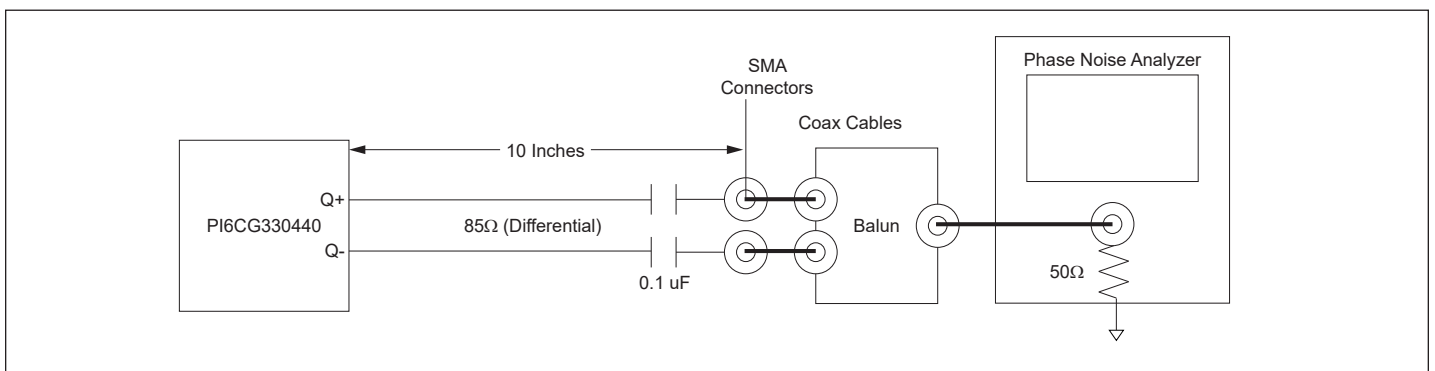 SMA
Connectors
Phase Noise Analyzer
Coax Cables
10 Inches
Q+
PI6CG330440
85Ω (Differential)
Balun
Q-
0.1 uF
50Ω